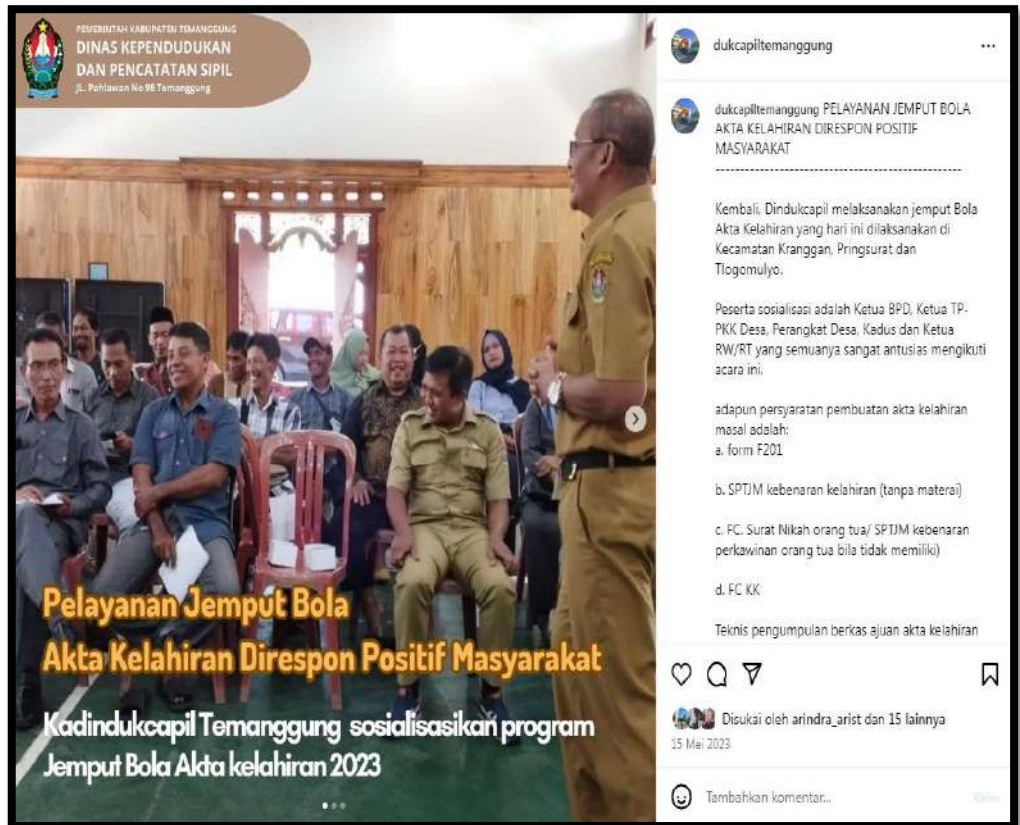 PEMERINTAH KABUPATEN TEMANGGUNG
DINAS KEPENDUDUKAN
DAN PENCATATAN SIPIL
JL. Pahlawan No 98 Temanggung
Pelayanan Jemput Bola
Akta Kelahiran Direspon Positif Masyarakat
Kadindukcapil Temanggung sosialisasikan program
Jemput Bola Akta kelahiran 2023
dukcapiltemanggung
dukcapiltemanggung PELAYANAN JEMPUT BOLA
AKTA KELAHIRAN DIRESPON POSITIF
MASYARAKAT
--------------------------------------------------
Kembali, Dindukcapil melaksanakan jemput Bola
Akta Kelahiran yang hari ini dilaksanakan di
Kecamatan Kranggan, Pringsurat dan
Tlogomulyo.
Peserta sosialisasi adalah Ketua BPD, Ketua TP-
PKK Desa, Perangkat Desa, Kadus dan Ketua
RW/RT yang semuanya sangat antusias mengikuti
acara ini.
adapun persyaratan pembuatan akta kelahiran
masal adalah:
a. form F201
b. SPTJM kebenaran kelahiran (tanpa materai)
c. FC. Surat Nikah orang tua/ SPTJM kebenaran
perkawinan orang tua bila tidak memiliki)
d. FC KK
Teknis pengumpulan berkas ajuan akta kelahiran
Disukai oleh arindra_arist dan 15 lainnya
15 Mei 2023
Tambahkan komentar...
Kirim